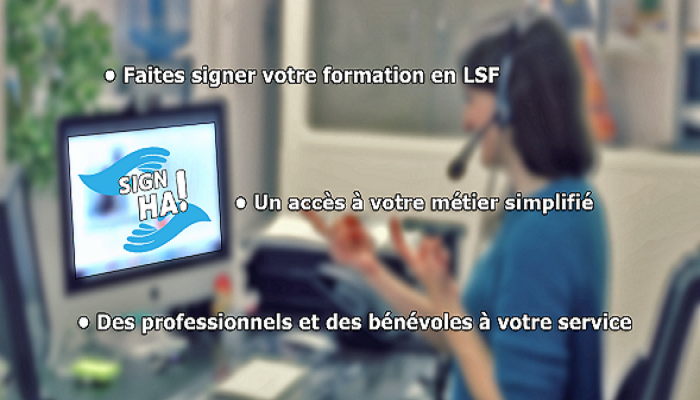 • Faites signer votre formation en LSF
SIGN
HA!
• Un accès à votre métier simplifié
• Des professionnels et des bénévoles à votre service